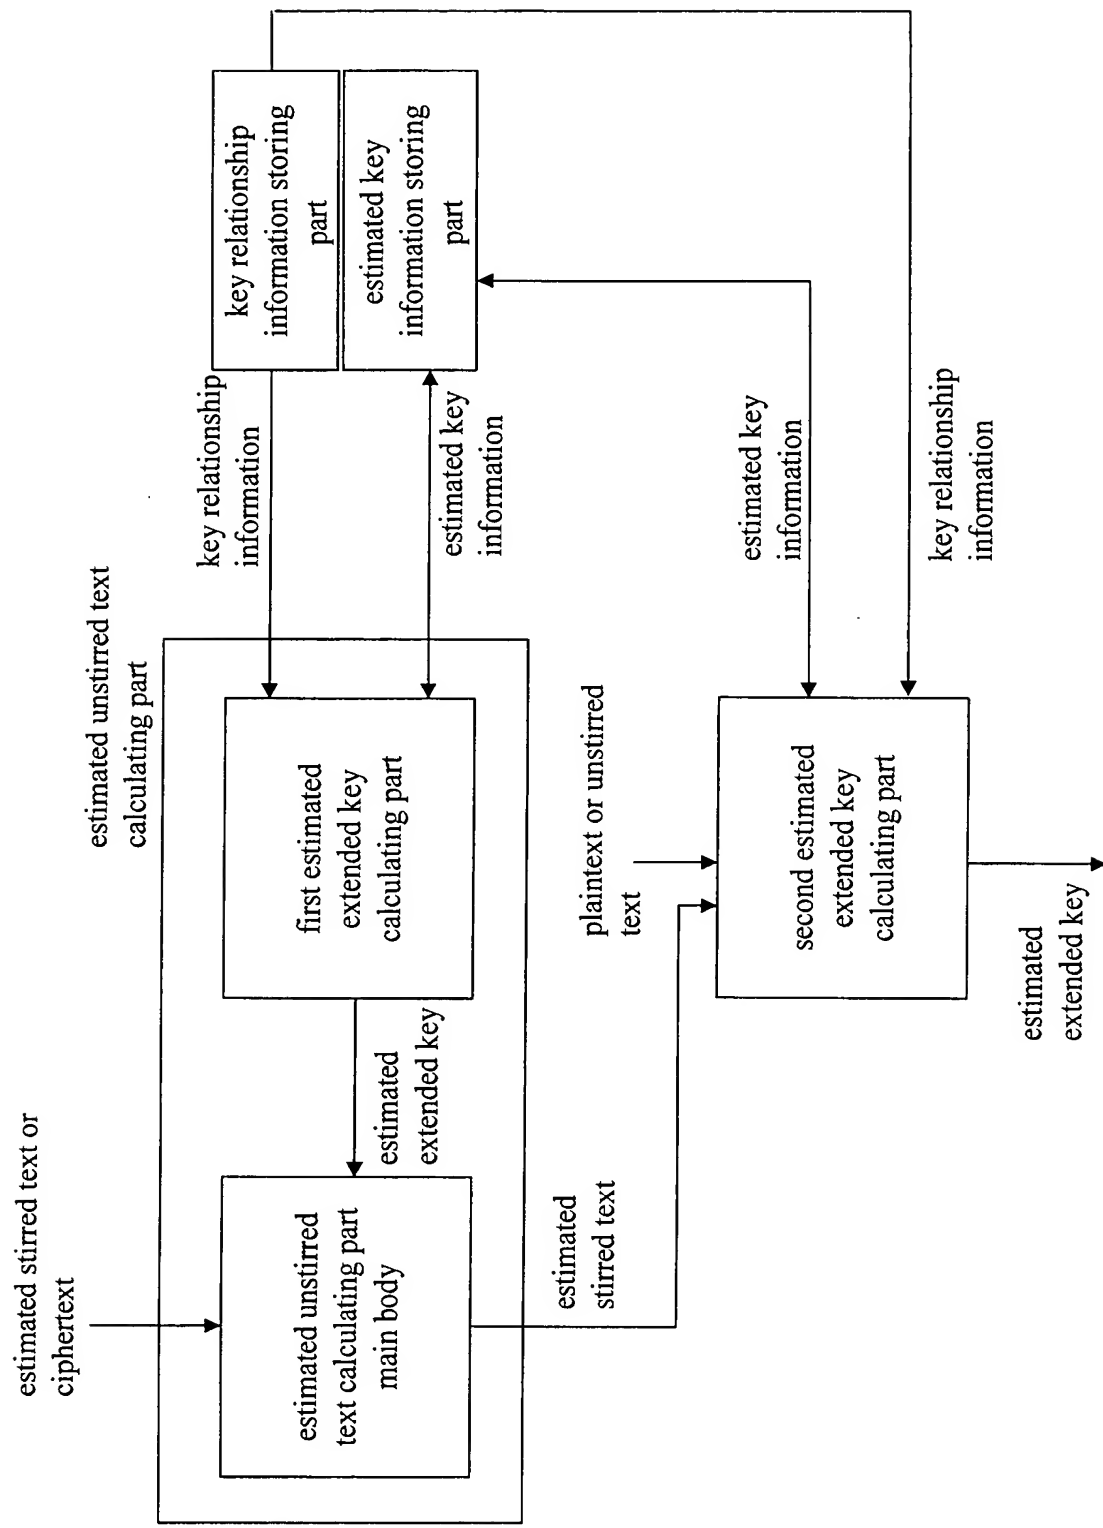 estimated stirred text or
ciphertext
estimated unstirred text
calculating part
estimated unstirred
text calculating part
main body
estimated
extended key
first estimated
extended key
calculating part
key relationship
information
estimated key
information
key relationship
information storing
part
estimated key
information storing
part
estimated
stirred text
plaintext or unstirred
text
second estimated
extended key
calculating part
estimated key
information
key relationship
information
estimated
extended key